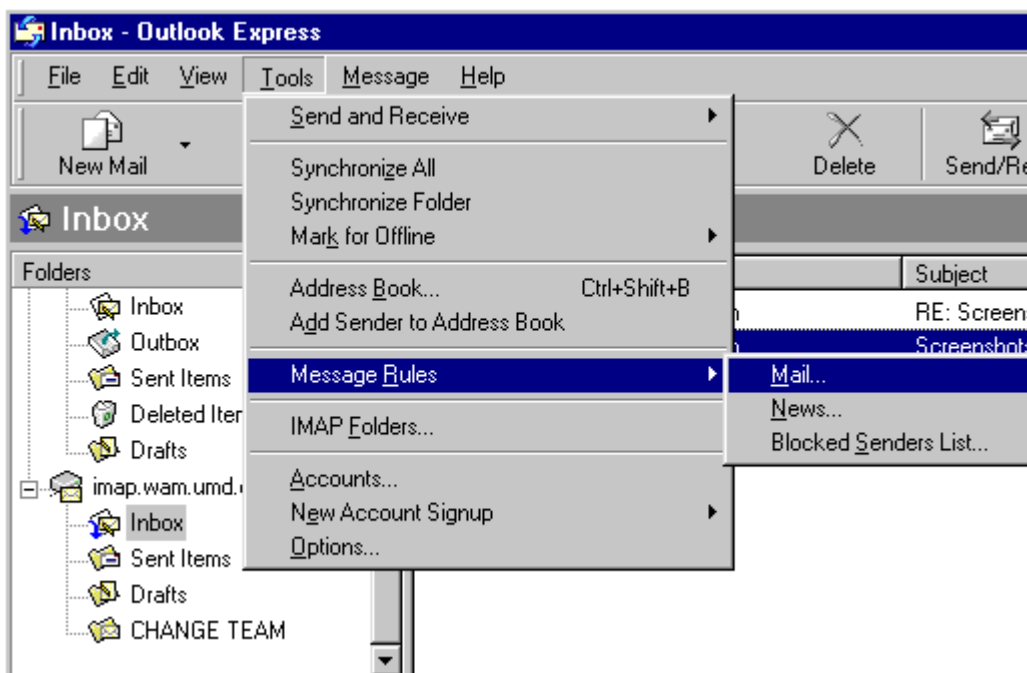 Inbox - Outlook Express
File Edit View Tools Message Help
New Mail
Delete
Send/Re
Inbox
Folders
Inbox
Outbox
Sent Items
Deleted Iter
Drafts
imap.wam.umd.
Inbox
Sent Items
Drafts
CHANGE TEAM
Send and Receive
Synchronize All
Synchronize Folder
Mark for Offline
Address Book... Ctrl+Shift+B
Add Sender to Address Book
Message Rules
IMAP Folders...
Accounts...
New Account Signup
Options...
Mail...
News...
Blocked Senders List...
Subject
RE: Screen
Screenshots